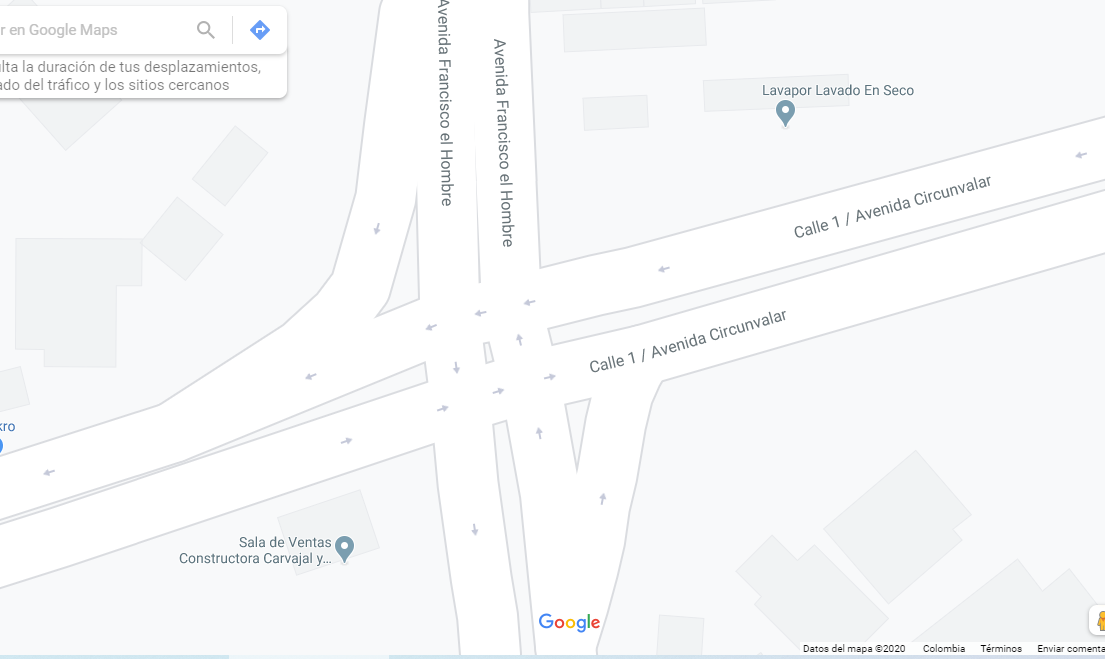 r en Google Maps
ulta la duración de tus desplazamientos,
ado del tráfico y los sitios cercanos
Avenida Francisco el Hombre
Avenida Francisco el Hombre
Lavapor Lavado En Seco
Calle 1 / Avenida Circunvalar
Calle 1 / Avenida Circunvalar
kro
Sala de Ventas
Constructora Carvajal y...
Google
Datos del mapa ©2020 Colombia Términos Enviar comenta